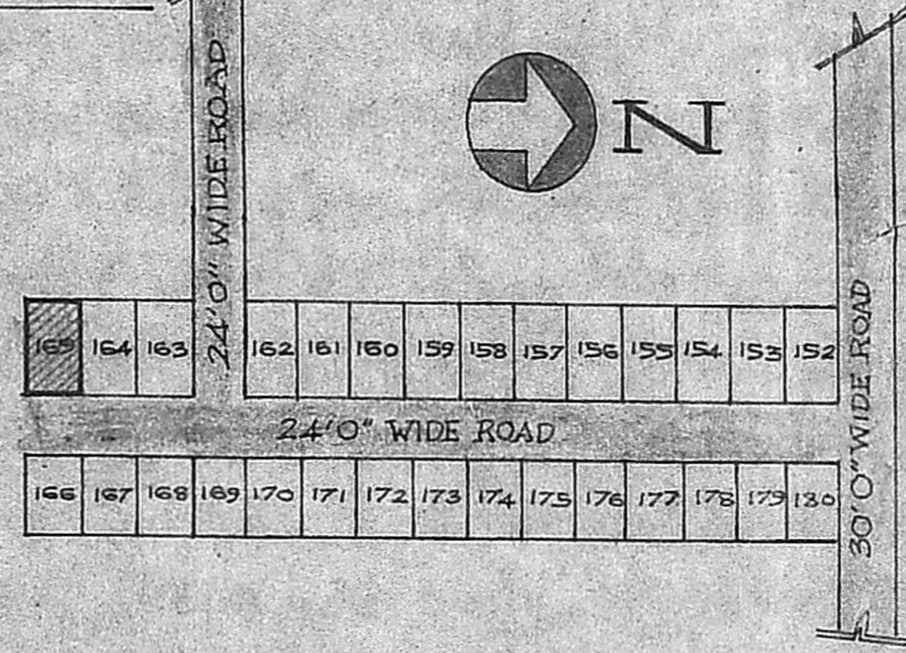 24'0" WIDE ROAD
N
165 164 163 162 161 160 159 158 157 156 155 154 153 152
30'0" WIDE ROAD
24'0" WIDE ROAD
166 167 168 169 170 171 172 173 174 175 176 177 178 179 180